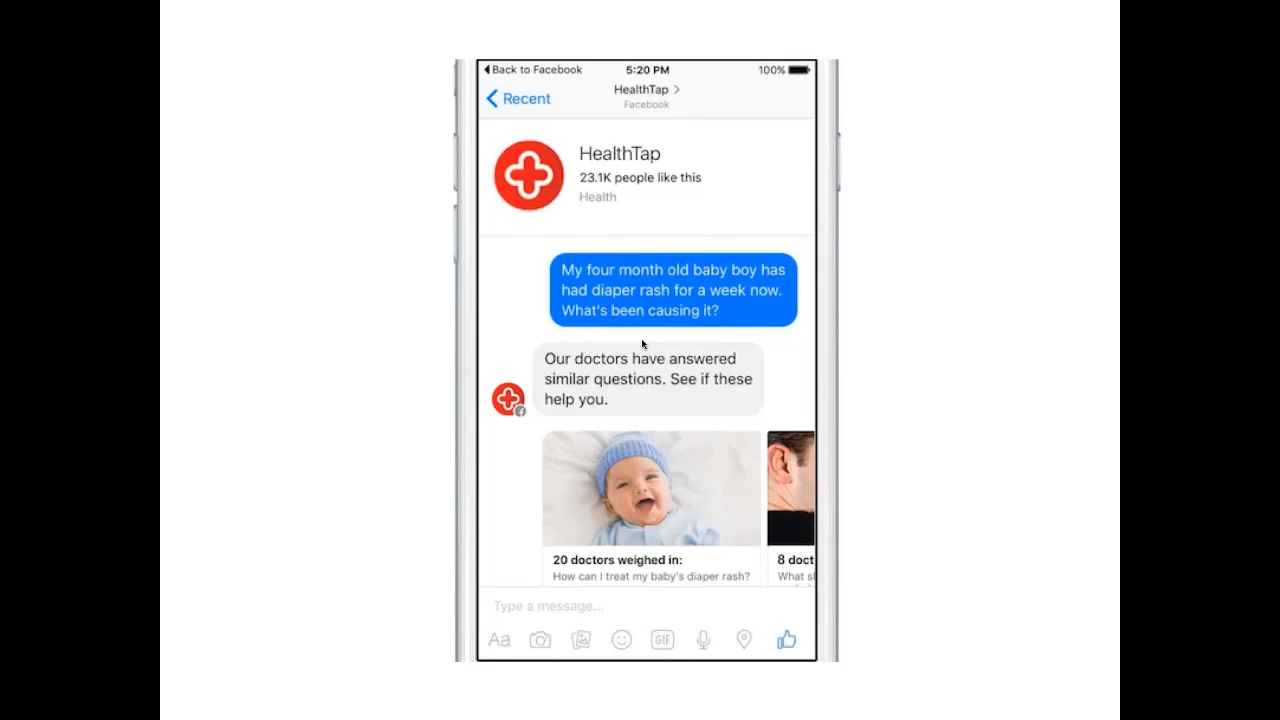 Back to Facebook 5:20 PM 100%
Recent HealthTap
Facebook
HealthTap
23.1K people like this
Health
My four month old baby boy has
had diaper rash for a week now.
What's been causing it?
Our doctors have answered
similar questions. See if these
help you.
20 doctors weighed in:
How can I treat my baby's diaper rash?
8 doct
What
Type a message...
Aa GIF